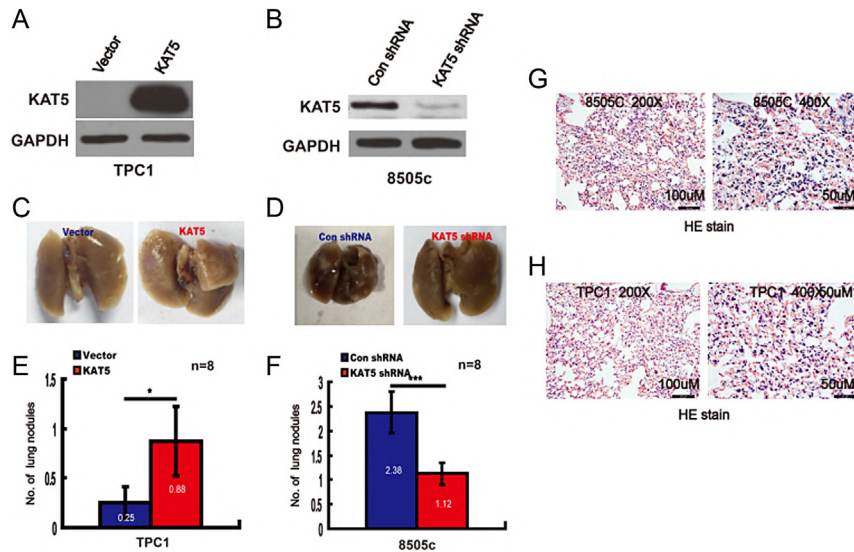 A
Vector
KAT5
KAT5
GAPDH
TPC1
B
Con shRNA
KAT5 shRNA
KAT5
GAPDH
8505c
C
Vector
KAT5
D
Con shRNA
KAT5 shRNA
E
Vector
KAT5
n=8
No. of lung nodules
1.5
1
0.5
0
*
0.25
0.88
TPC1
F
Con shRNA
KAT5 shRNA
n=8
No. of lung nodules
3
2.5
2
1.5
1
0.5
0
***
2.38
1.12
8505c
G
8505C 200X
100uM
8505C 400X
50uM
HE stain
H
TPC1 200X
100uM
TPC1 400X50uM
50uM
HE stain